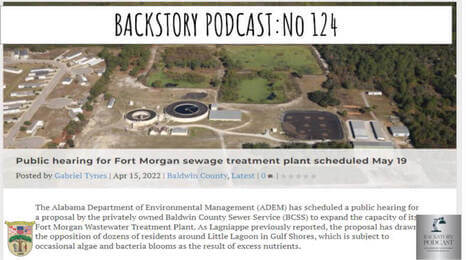 BACKSTORY PODCAST:No 124
Public hearing for Fort Morgan sewage treatment plant scheduled May 19
Posted by Gabriel Tynes | Apr 15, 2022 | Baldwin County, Latest | 0
The Alabama Department of Environmental Management (ADEM) has scheduled a public hearing for
a proposal by the privately owned Baldwin County Sewer Service (BCSS) to expand the capacity of its
Fort Morgan Wastewater Treatment Plant. As Lagniappe previously reported, the proposal has drawn
the opposition of dozens of residents around Little Lagoon in Gulf Shores, which is subject to
occasional algae and bacteria blooms as the result of excess nutrients.
BACKSTORY
PODCAST